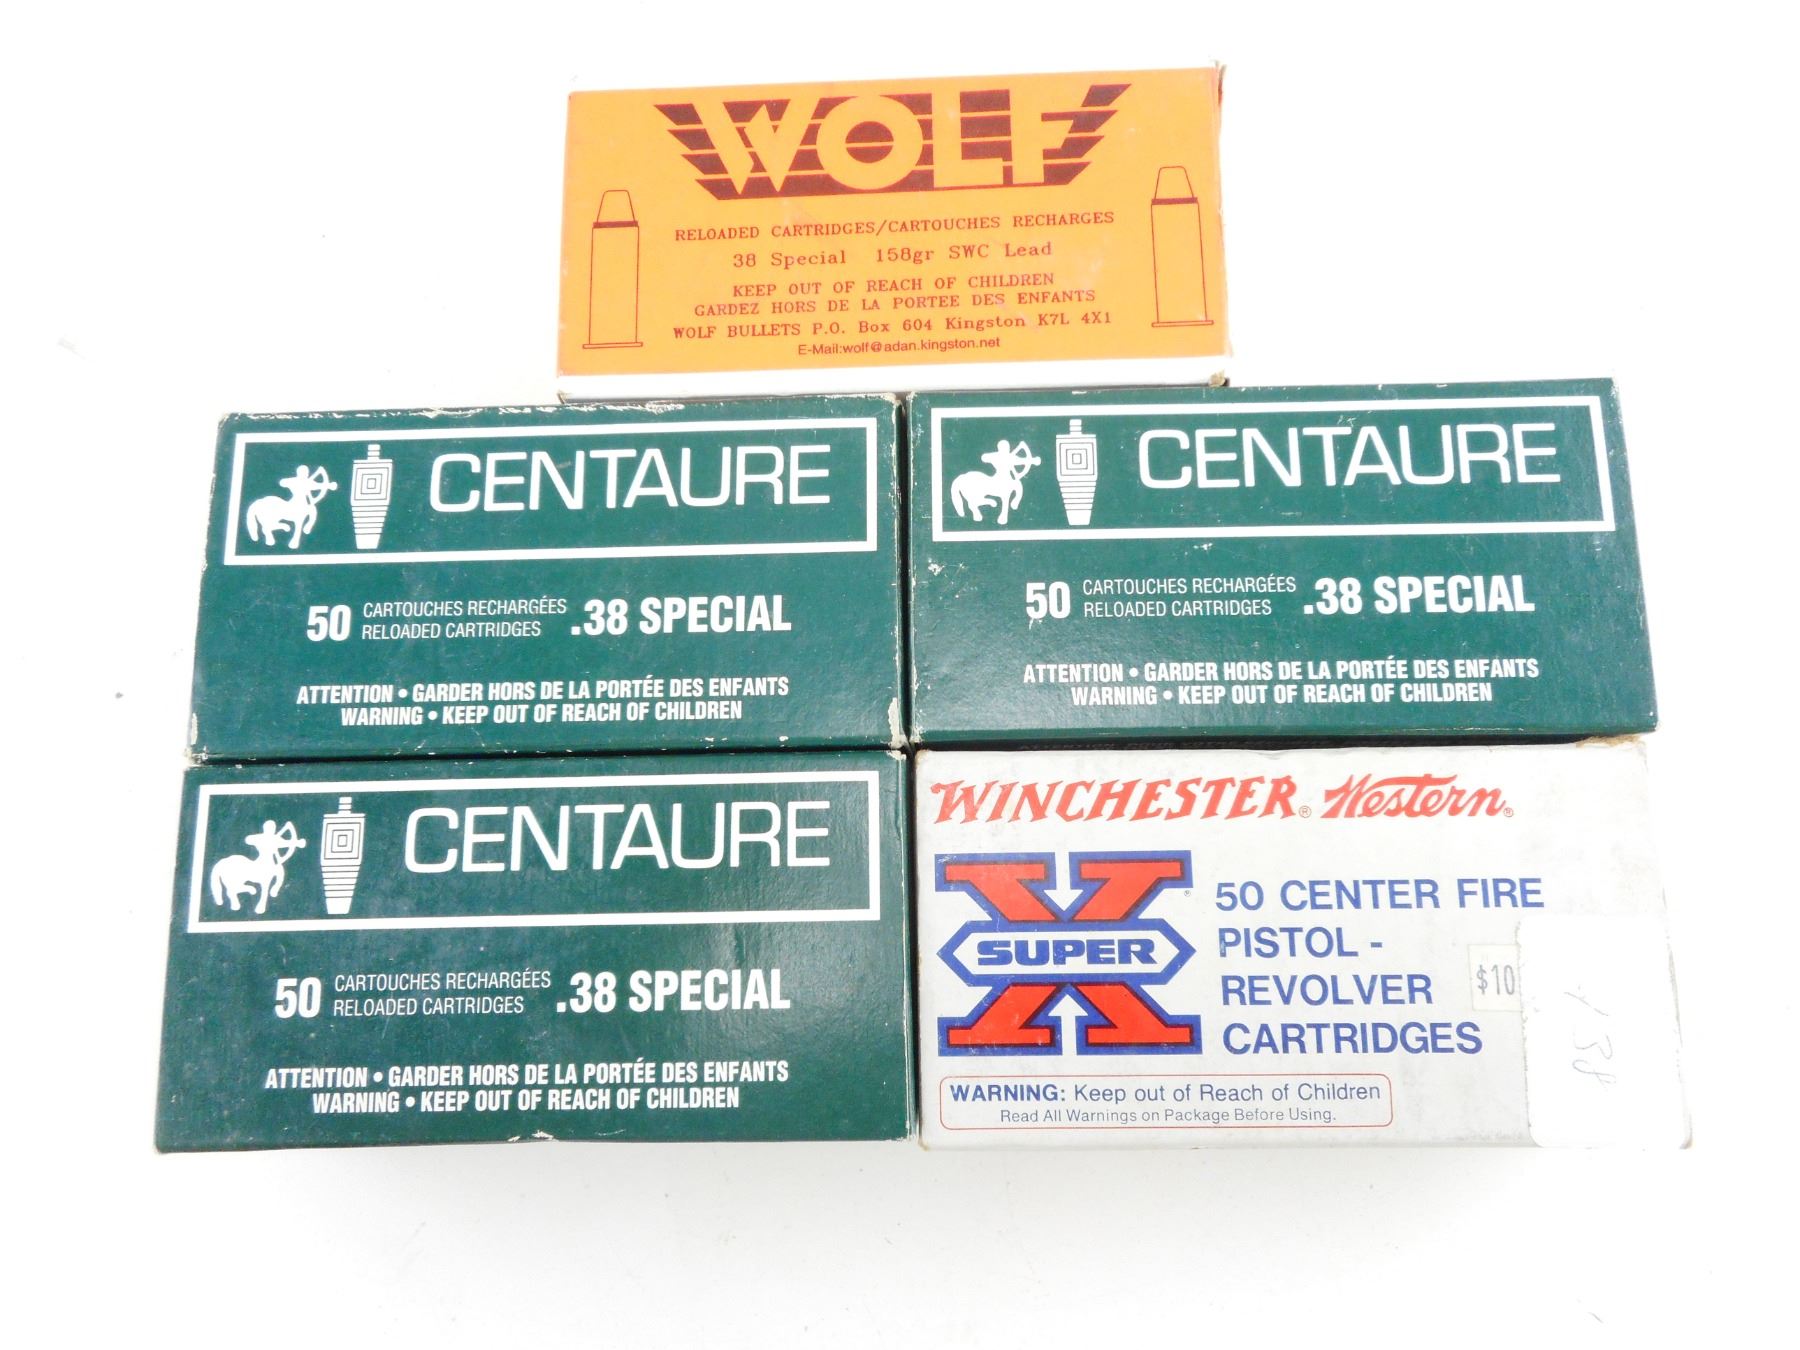 WOLF
RELOADED CARTRIDGES/CARTOUCHES RECHARGES
38 Special 158gr SWC Lead
KEEP OUT OF REACH OF CHILDREN
GARDEZ HORS DE LA PORTEE DES ENFANTS
WOLF BULLETS P.O. Box 604 Kingston K7L 4X1
E-Mail:wolf@adan.kingston.net
CENTAURE
50 CARTOUCHES RECHARGÉES
RELOADED CARTRIDGES .38 SPECIAL
ATTENTION • GARDER HORS DE LA PORTÉE DES ENFANTS
WARNING • KEEP OUT OF REACH OF CHILDREN
CENTAURE
50 CARTOUCHES RECHARGÉES
RELOADED CARTRIDGES .38 SPECIAL
ATTENTION • GARDER HORS DE LA PORTÉE DES ENFANTS
WARNING • KEEP OUT OF REACH OF CHILDREN
CENTAURE
50 CARTOUCHES RECHARGÉES
RELOADED CARTRIDGES .38 SPECIAL
ATTENTION • GARDER HORS DE LA PORTÉE DES ENFANTS
WARNING • KEEP OUT OF REACH OF CHILDREN
WINCHESTER® Western®
X ®
SUPER
50 CENTER FIRE
PISTOL -
REVOLVER
CARTRIDGES
$10
WARNING: Keep out of Reach of Children
Read All Warnings on Package Before Using.